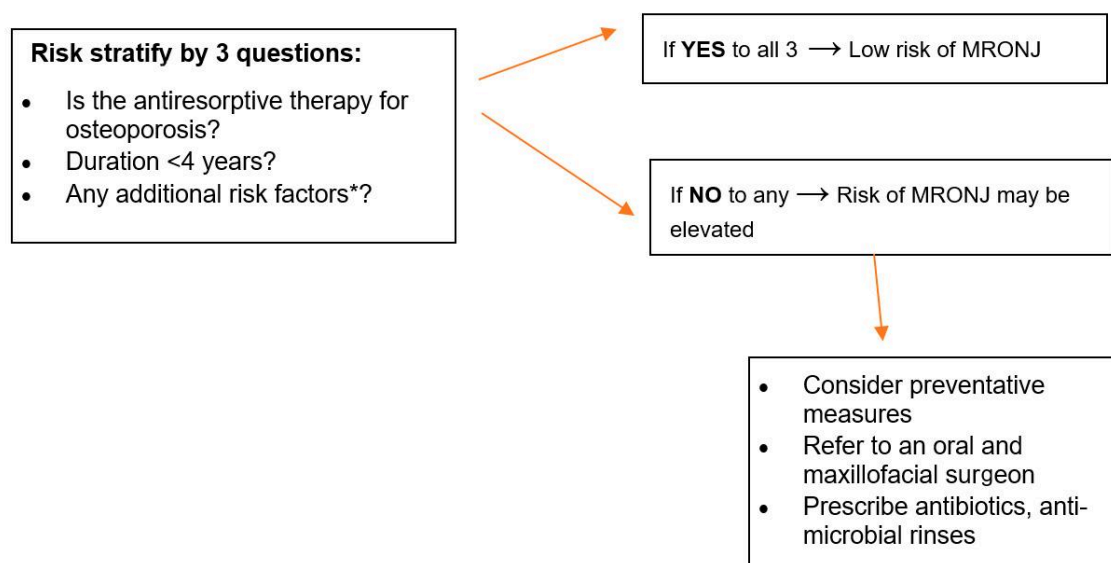 Risk stratify by 3 questions:
• Is the antiresorptive therapy for
osteoporosis?
• Duration <4 years?
• Any additional risk factors*?
If YES to all 3 → Low risk of MRONJ
If NO to any → Risk of MRONJ may be
elevated
• Consider preventative
measures
• Refer to an oral and
maxillofacial surgeon
• Prescribe antibiotics, anti-
microbial rinses